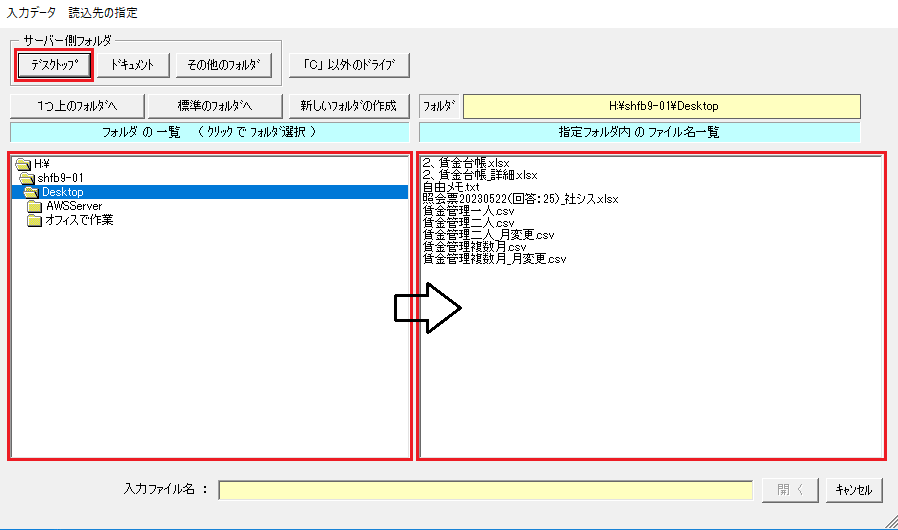 入力データ　読込先の指定
サーバー側フォルダ
ﾃﾞｽｸﾄｯﾌﾟ ﾄﾞｷｭﾒﾝﾄ その他のﾌｫﾙﾀﾞ 「C」以外のﾄﾞﾗｲﾌﾞ
1つ上のﾌｫﾙﾀﾞへ 標準のﾌｫﾙﾀﾞへ 新しいﾌｫﾙﾀﾞの作成 ﾌｫﾙﾀﾞ H:¥shfb9-01¥Desktop
フォルダ の 一覧　（ ｸﾘｯｸ で ﾌｫﾙﾀﾞ選択 ） 指定フォルダ内 の ファイル名一覧
H:¥
shfb9-01
Desktop
AWSServer
オフィスで作業
2、賃金台帳.xlsx
2、賃金台帳_詳細.xlsx
自由メモ.txt
照会票20230522(回答：25)_社シス.xlsx
賃金管理一人.csv
賃金管理二人.csv
賃金管理二人_月変更.csv
賃金管理複数月.csv
賃金管理複数月_月変更.csv
入力ファイル名 ： 開 く ｷｬﾝｾﾙ